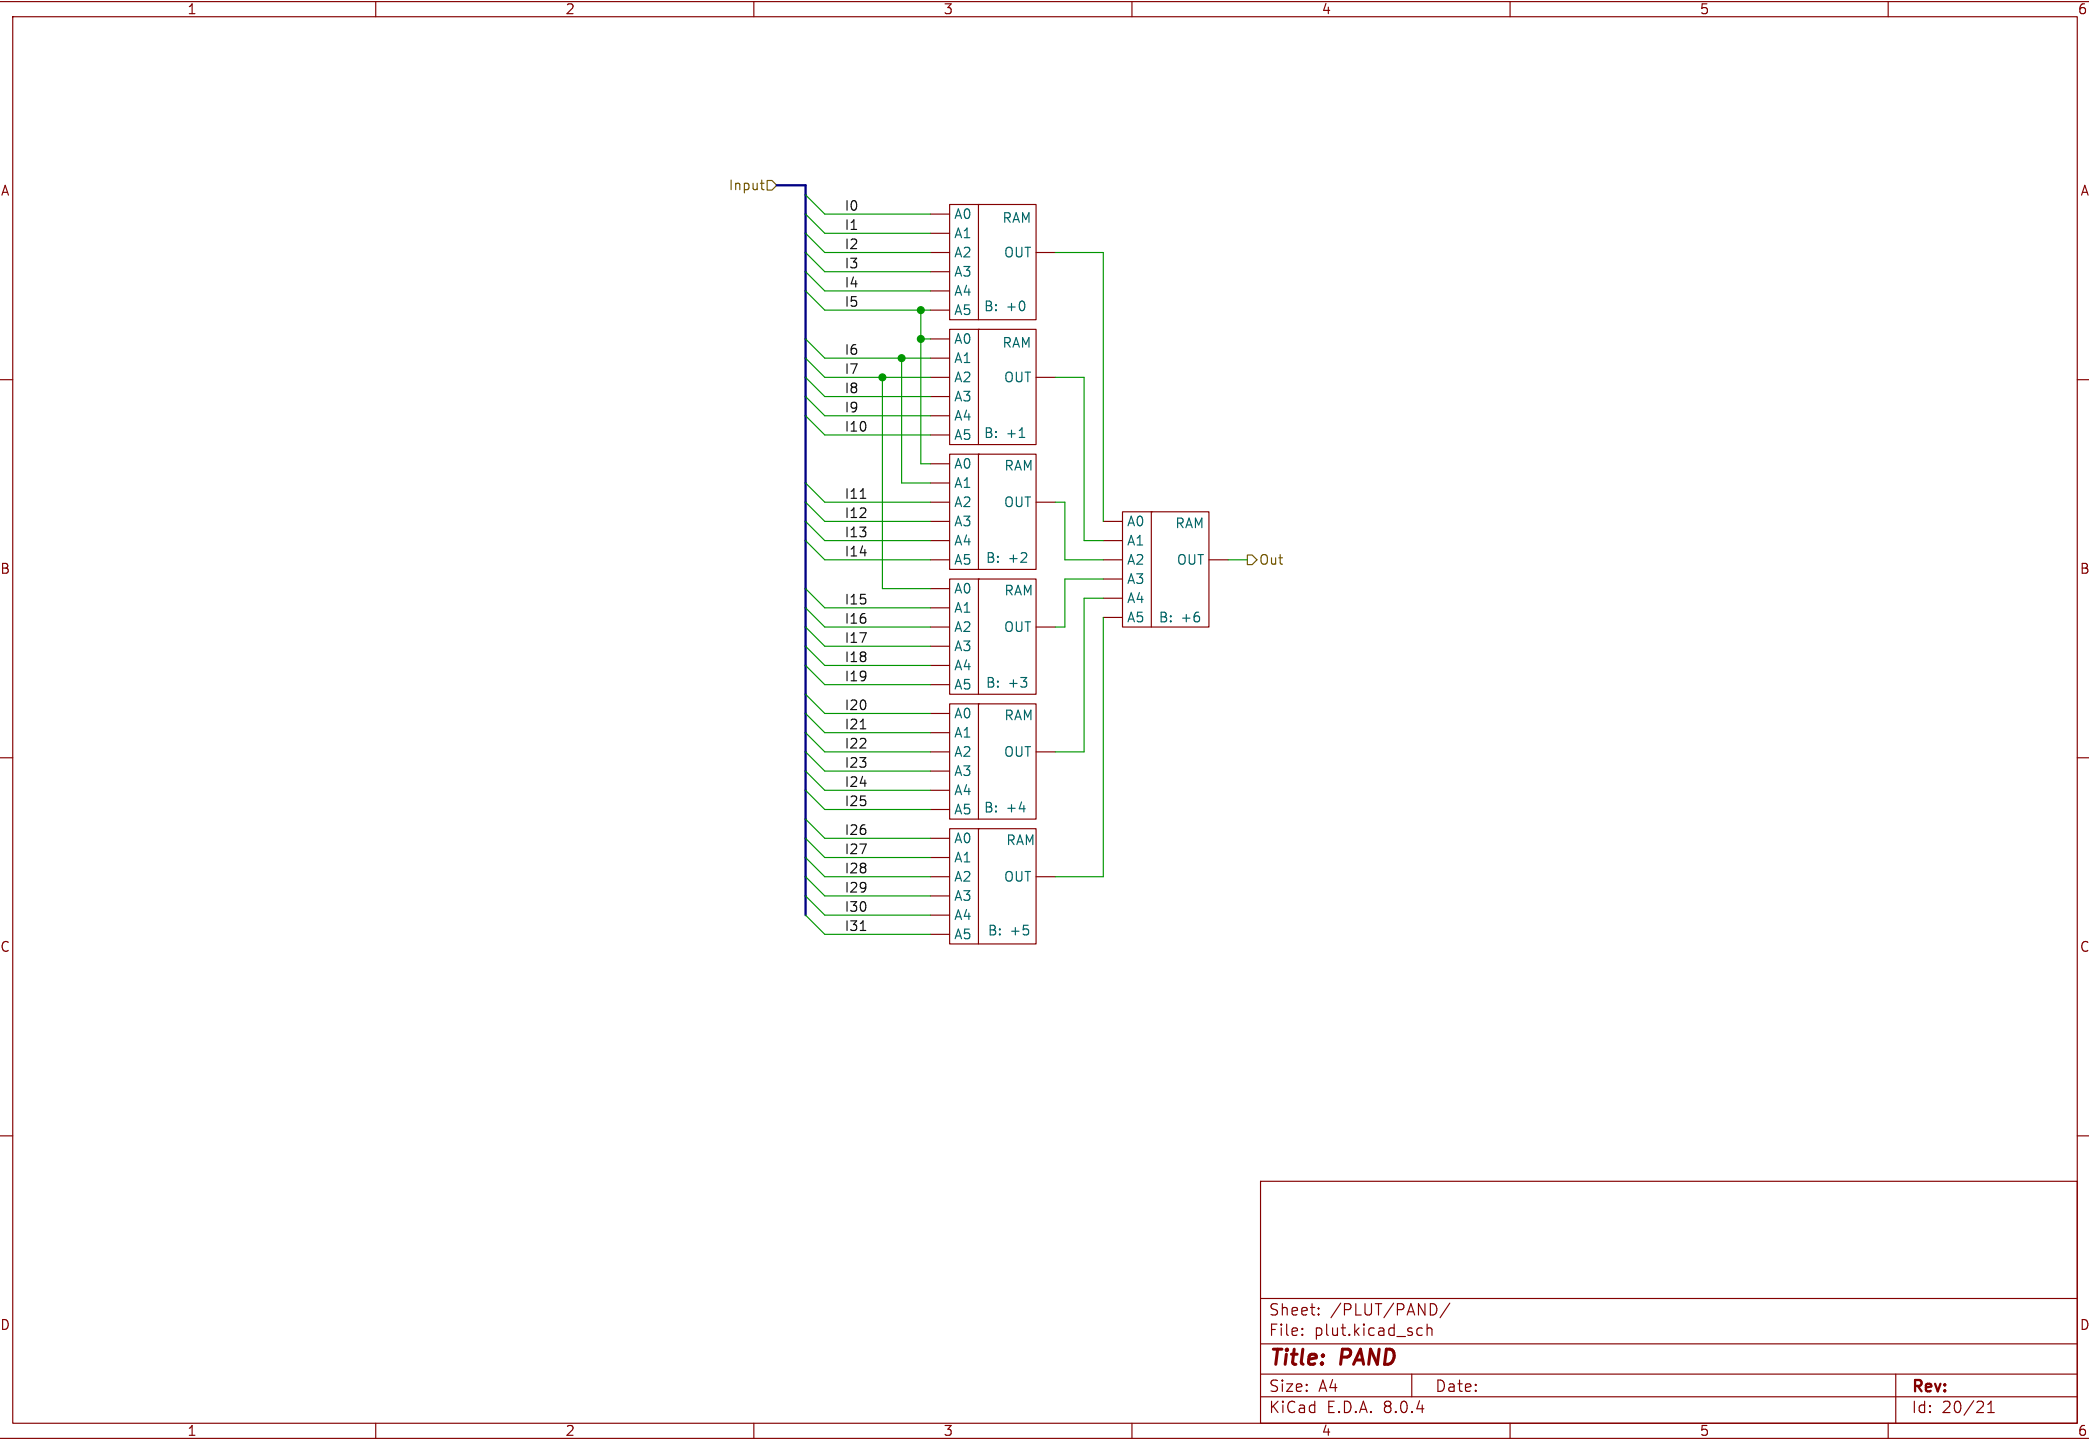 1 2 3 4 5 6
A A
Input
I0 A0 RAM
I1 A1
I2 A2 OUT
I3 A3
I4 A4
I5 A5 B: +0
A0 RAM
I6 A1
I7 A2 OUT
I8 A3
I9 A4
I10 A5 B: +1
A0 RAM
A1
I11 A2 OUT
I12 A3
I13 A4
I14 A5 B: +2
A0 RAM
A1
A2 OUT Out
A3
A4
A5 B: +6
B B
A0 RAM
I15 A1
I16 A2 OUT
I17 A3
I18 A4
I19 A5 B: +3
I20 A0 RAM
I21 A1
I22 A2 OUT
I23 A3
I24 A4
I25 A5 B: +4
I26 A0 RAM
I27 A1
I28 A2 OUT
I29 A3
I30 A4
I31 A5 B: +5
C C
Sheet: /PLUT/PAND/
File: plut.kicad_sch
Title: PAND
Size: A4 Date: Rev:
KiCad E.D.A. 8.0.4 Id: 20/21
D D
1 2 3 4 5 6